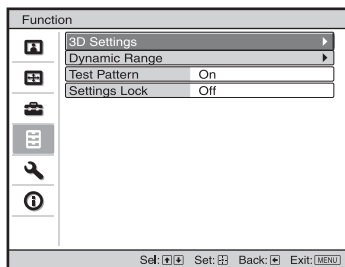 Function
3D Settings
Dynamic Range
Test Pattern On
Settings Lock Off
Sel: Set: Back: Exit: MENU